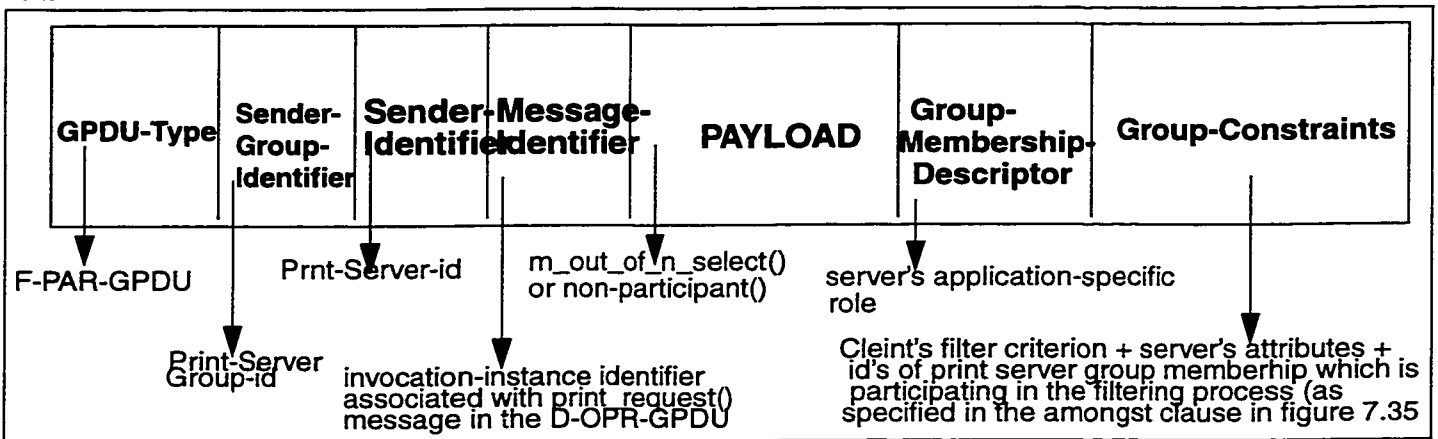 GPDU-Type
Sender-
Group-
Identifier
Sender-
Identifier
Message-
Identifier
PAYLOAD
Group-
Membership-
Descriptor
Group-Constraints
F-PAR-GPDU
Print-Server
Group-id
Prnt-Server-id
invocation-instance identifier
associated with print_request()
message in the D-OPR-GPDU
m_out_of_n_select()
or non-participant()
server's application-specific
role
Cleint's filter criterion + server's attributes +
id's of print server group memberhip which is
participating in the filtering process (as
specified in the amongst clause in figure 7.35